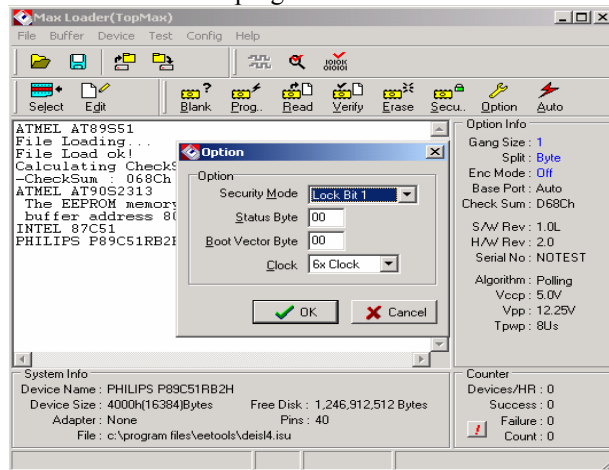 Max Loader(TopMax)
File Buffer Device Test Config Help
Select Edit Blank Prog.. Read Verify Erase Secu.. Option Auto
ATMEL AT89S51
File Loading...
File Load ok!
Calculating CheckS
-CheckSum : 068Ch
ATMEL AT90S2313
The EEPROM memory
buffer address 80
INTEL 87C51
PHILIPS P89C51RB2H
Option
Option
Security Mode Lock Bit 1
Status Byte 00
Boot Vector Byte 00
Clock 6x Clock
OK Cancel
Option Info
Gang Size : 1
Split : Byte
Enc Mode : Off
Base Port : Auto
Check Sum : D68Ch
S/W Rev : 1.0L
H/W Rev : 2.0
Serial No : NOTEST
Algorithm : Polling
Vccp : 5.0V
Vpp : 12.25V
Tpwp : 8Us
System Info
Device Name : PHILIPS P89C51RB2H
Device Size : 4000h(16384)Bytes Free Disk : 1,246,912,512 Bytes
Adapter : None Pins : 40
File : c:\program files\eetools\deisl4.isu
Counter
Devices/HR : 0
Success : 0
Failure : 0
Count : 0